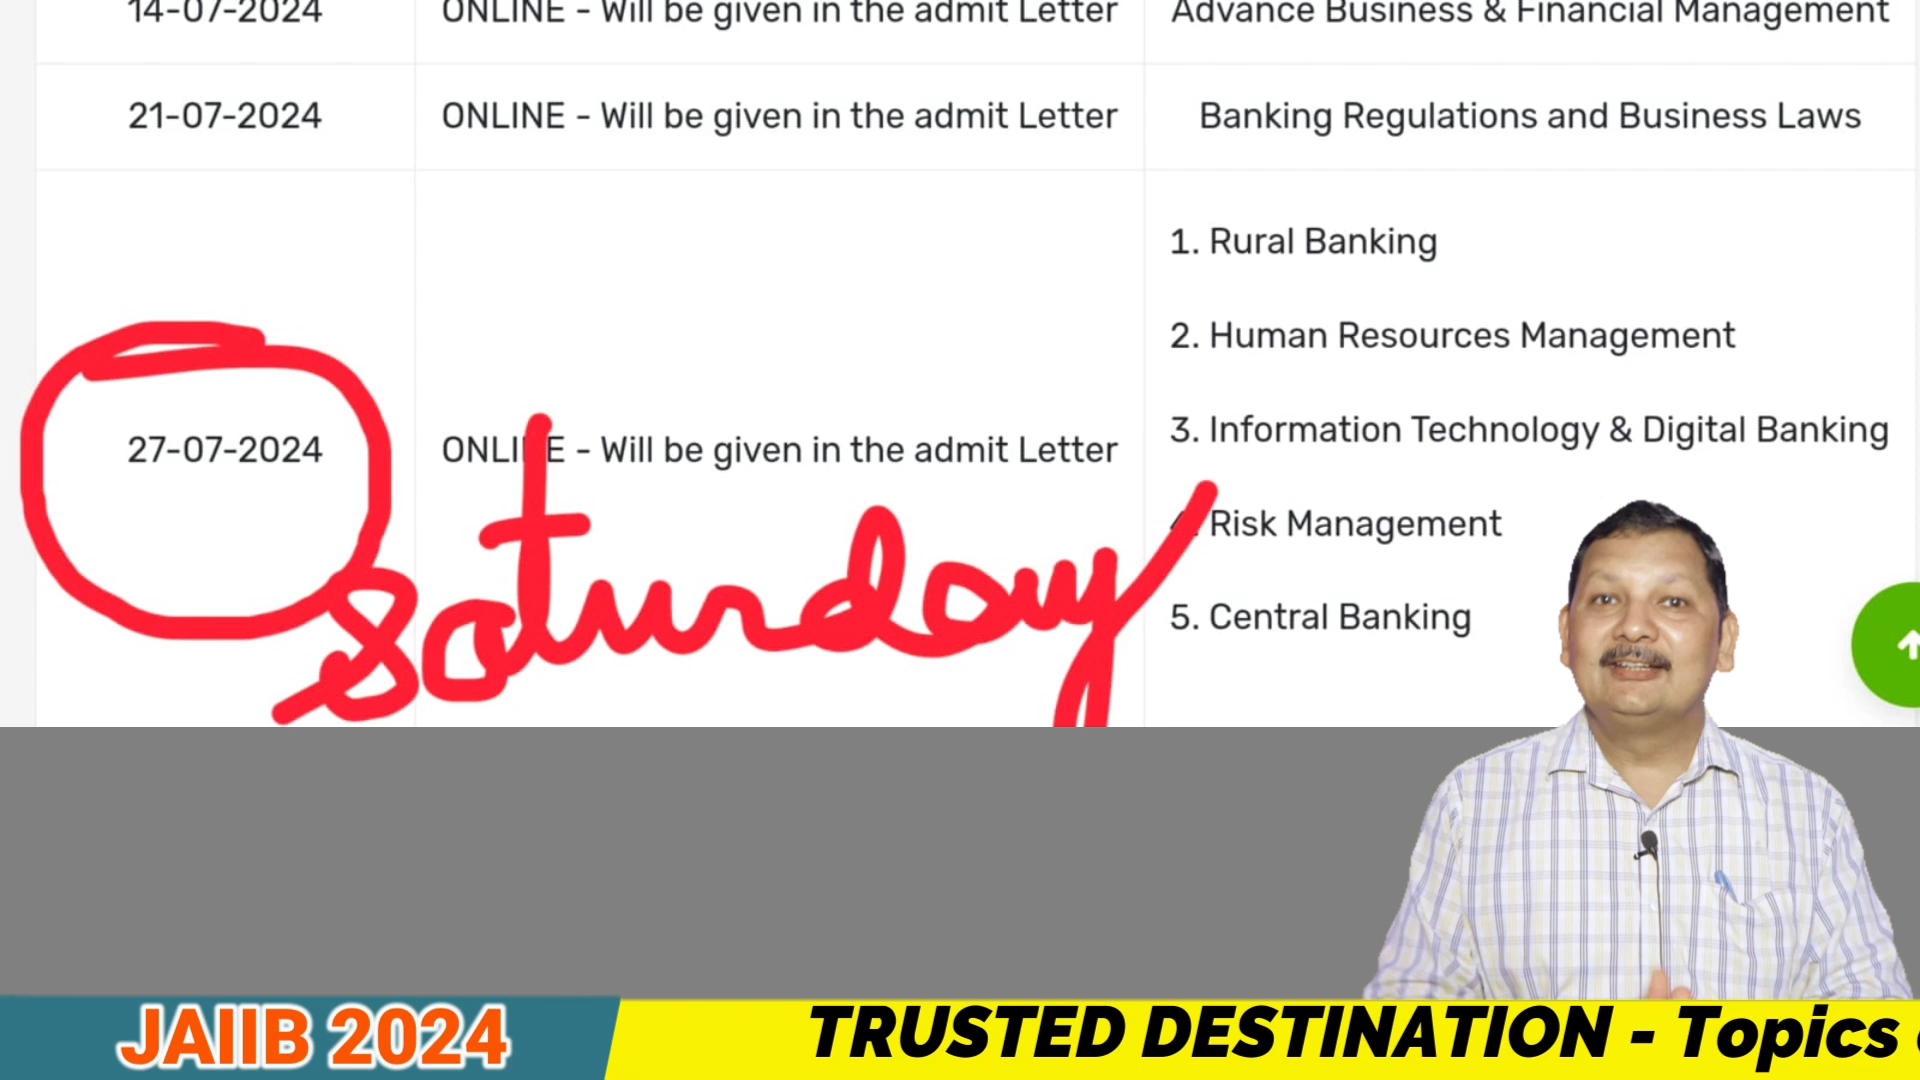 14-07-2024 ONLINE - Will be given in the admit Letter Advance Business & Financial Management
21-07-2024 ONLINE - Will be given in the admit Letter Banking Regulations and Business Laws
1. Rural Banking
2. Human Resources Management
3. Information Technology & Digital Banking
27-07-2024 ONLINE - Will be given in the admit Letter
4. Risk Management
saturday
5. Central Banking
JAIIB 2024 TRUSTED DESTINATION - Topics